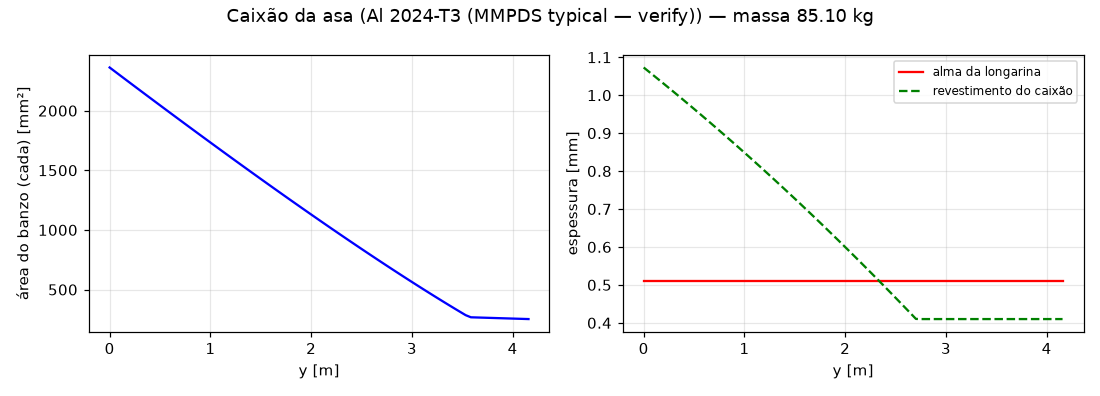 Caixão da asa (Al 2024-T3 (MMPDS typical — verify)) — massa 85.10 kg
área do banzo (cada) [mm²]
2000
1500
1000
500
0 1 2 3 4
y [m]
espessura [mm]
1.1
1.0
0.9
0.8
0.7
0.6
0.5
0.4
alma da longarina
revestimento do caixão
0 1 2 3 4
y [m]